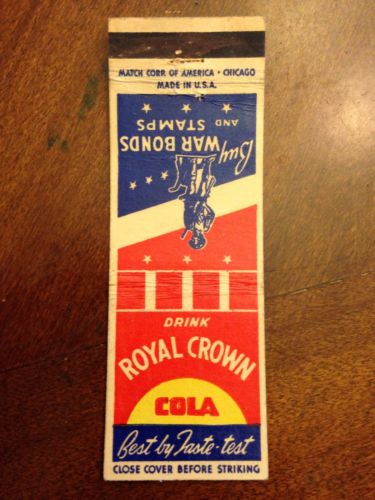 MATCH CORP. OF AMERICA • CHICAGO
MADE IN U.S.A.
Buy WAR BONDS
AND STAMPS
DRINK
ROYAL CROWN
COLA
Best by Taste-test
CLOSE COVER BEFORE STRIKING